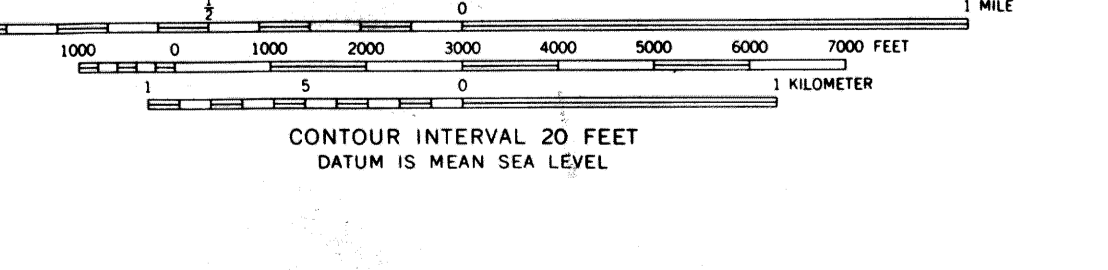 ½ 0 1 MILE
1000 0 1000 2000 3000 4000 5000 6000 7000 FEET
1 5 0 1 KILOMETER
CONTOUR INTERVAL 20 FEET
DATUM IS MEAN SEA LEVEL